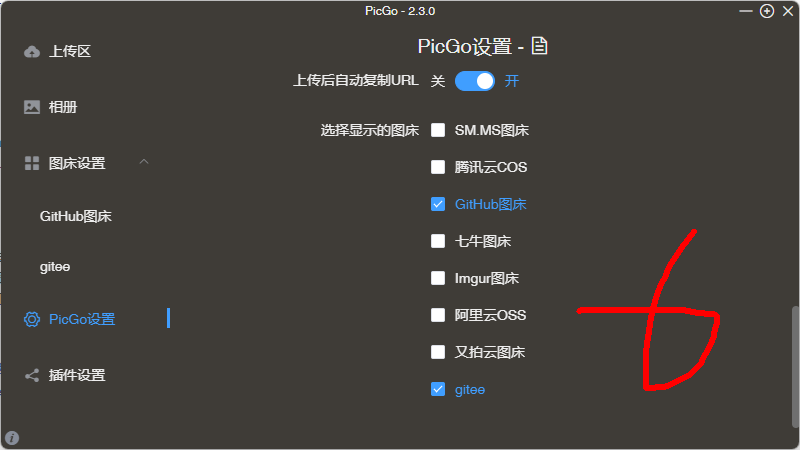 PicGo - 2.3.0
PicGo设置 -
上传区
上传后自动复制URL 关 开
相册
选择显示的图床
SM.MS图床
腾讯云COS
图床设置
GitHub图床
GitHub图床
七牛图床
gitee
Imgur图床
PicGo设置
阿里云OSS
又拍云图床
插件设置
gitee
6